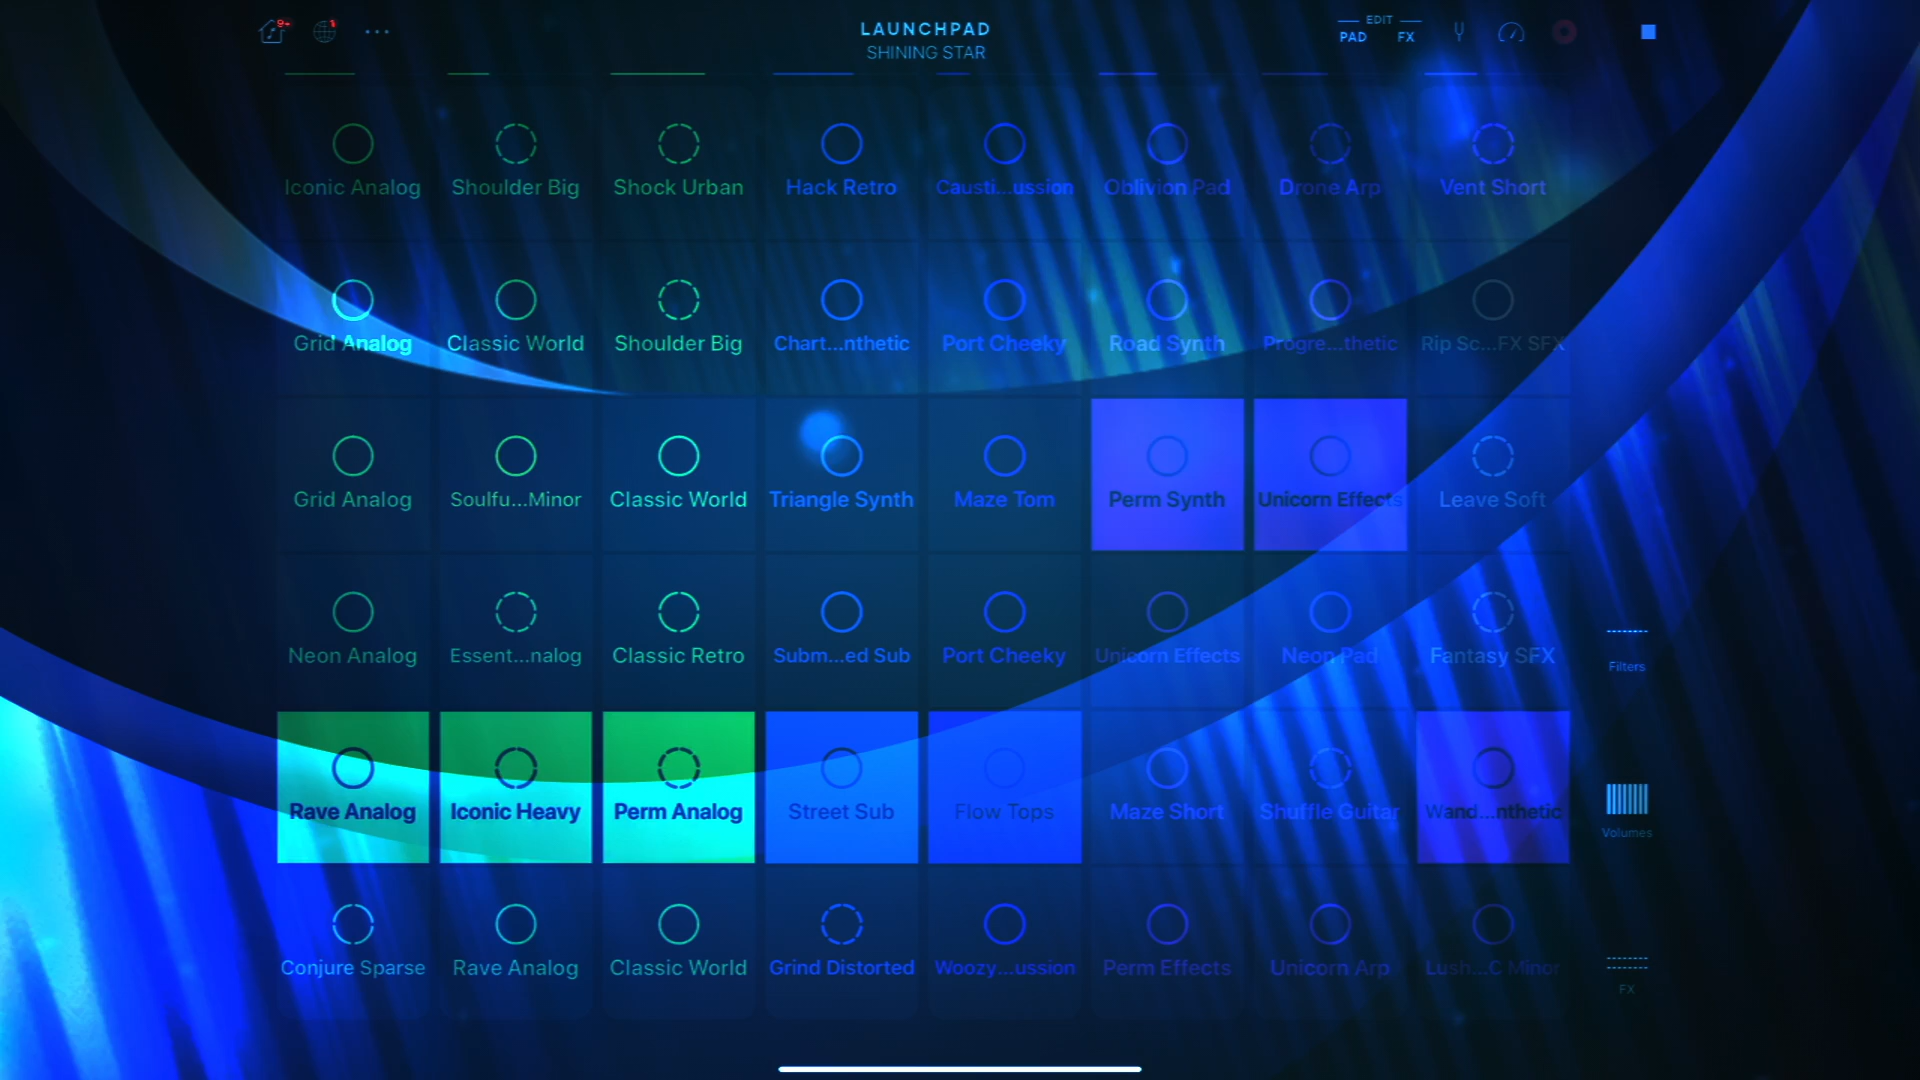 9+
1
LAUNCHPAD
SHINING STAR
EDIT
PAD FX
Iconic Analog Shoulder Big Shock Urban Hack Retro Causti...ussion Oblivion Pad Drone Arp Vent Short
Grid Analog Classic World Shoulder Big Chart...nthetic Port Cheeky Road Synth Progre...thetic Rip Sc...FX SFX
Grid Analog Soulfu...Minor Classic World Triangle Synth Maze Tom Perm Synth Unicorn Effects Leave Soft
Neon Analog Essent...nalog Classic Retro Subm...ed Sub Port Cheeky Unicorn Effects Neon Pad Fantasy SFX
Filters
Rave Analog Iconic Heavy Perm Analog Street Sub Flow Tops Maze Short Shuffle Guitar Wand...nthetic
Volumes
Conjure Sparse Rave Analog Classic World Grind Distorted Woozy...ussion Perm Effects Unicorn Arp Lush...C Minor
FX